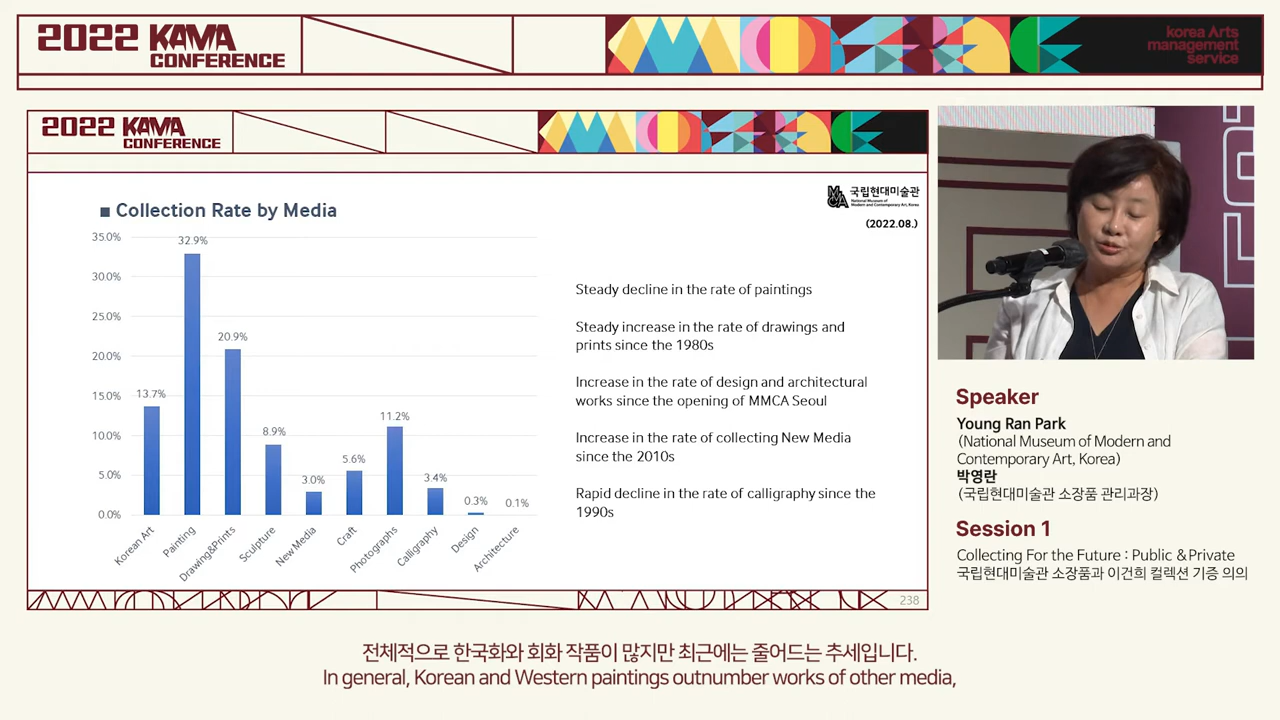 2022 KAMA
CONFERENCE
korea Arts
management
service
2022 KAMA
CONFERENCE
■ Collection Rate by Media
MMCA 국립현대미술관
National Museum of
Modern and Contemporary Art, Korea
(2022.08.)
35.0%
30.0%
25.0%
20.0%
15.0%
10.0%
5.0%
0.0%
13.7%
32.9%
20.9%
8.9%
3.0%
5.6%
11.2%
3.4%
0.3%
0.1%
Korean Art
Painting
Drawing&Prints
Sculpture
New Media
Craft
Photographs
Calligraphy
Design
Architecture
Steady decline in the rate of paintings
Steady increase in the rate of drawings and
prints since the 1980s
Increase in the rate of design and architectural
works since the opening of MMCA Seoul
Increase in the rate of collecting New Media
since the 2010s
Rapid decline in the rate of calligraphy since the
1990s
238
Speaker
Young Ran Park
(National Museum of Modern and
Contemporary Art, Korea)
박영란
(국립현대미술관 소장품 관리과장)
Session 1
Collecting For the Future : Public & Private
국립현대미술관 소장품과 이건희 컬렉션 기증 의의
전체적으로 한국화와 회화 작품이 많지만 최근에는 줄어드는 추세입니다.
In general, Korean and Western paintings outnumber works of other media,